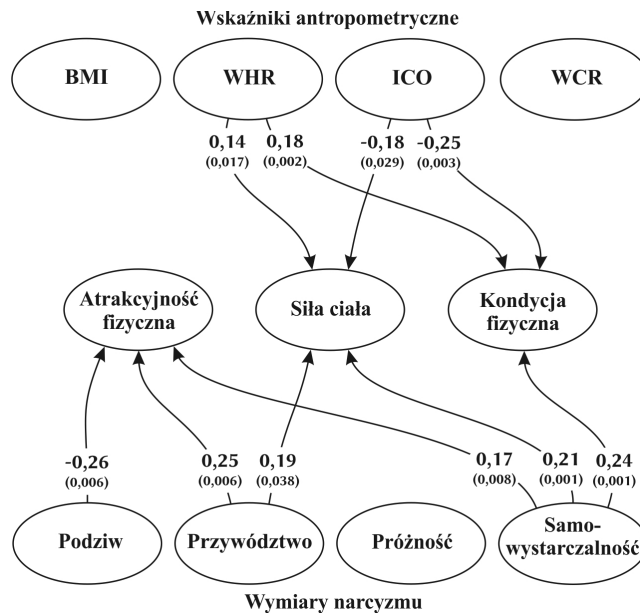 Wskaźniki antropometryczne
BMI WHR ICO WCR
0,14 0,18 -0,18 -0,25
(0,017) (0,002) (0,029) (0,003)
Atrakcyjność
fizyczna
Siła ciała
Kondycja
fizyczna
-0,26 0,25 0,19 0,17 0,21 0,24
(0,006) (0,006) (0,038) (0,008) (0,001) (0,001)
Podziw Przywództwo Próżność
Samo-
wystarczalność
Wymiary narcyzmu